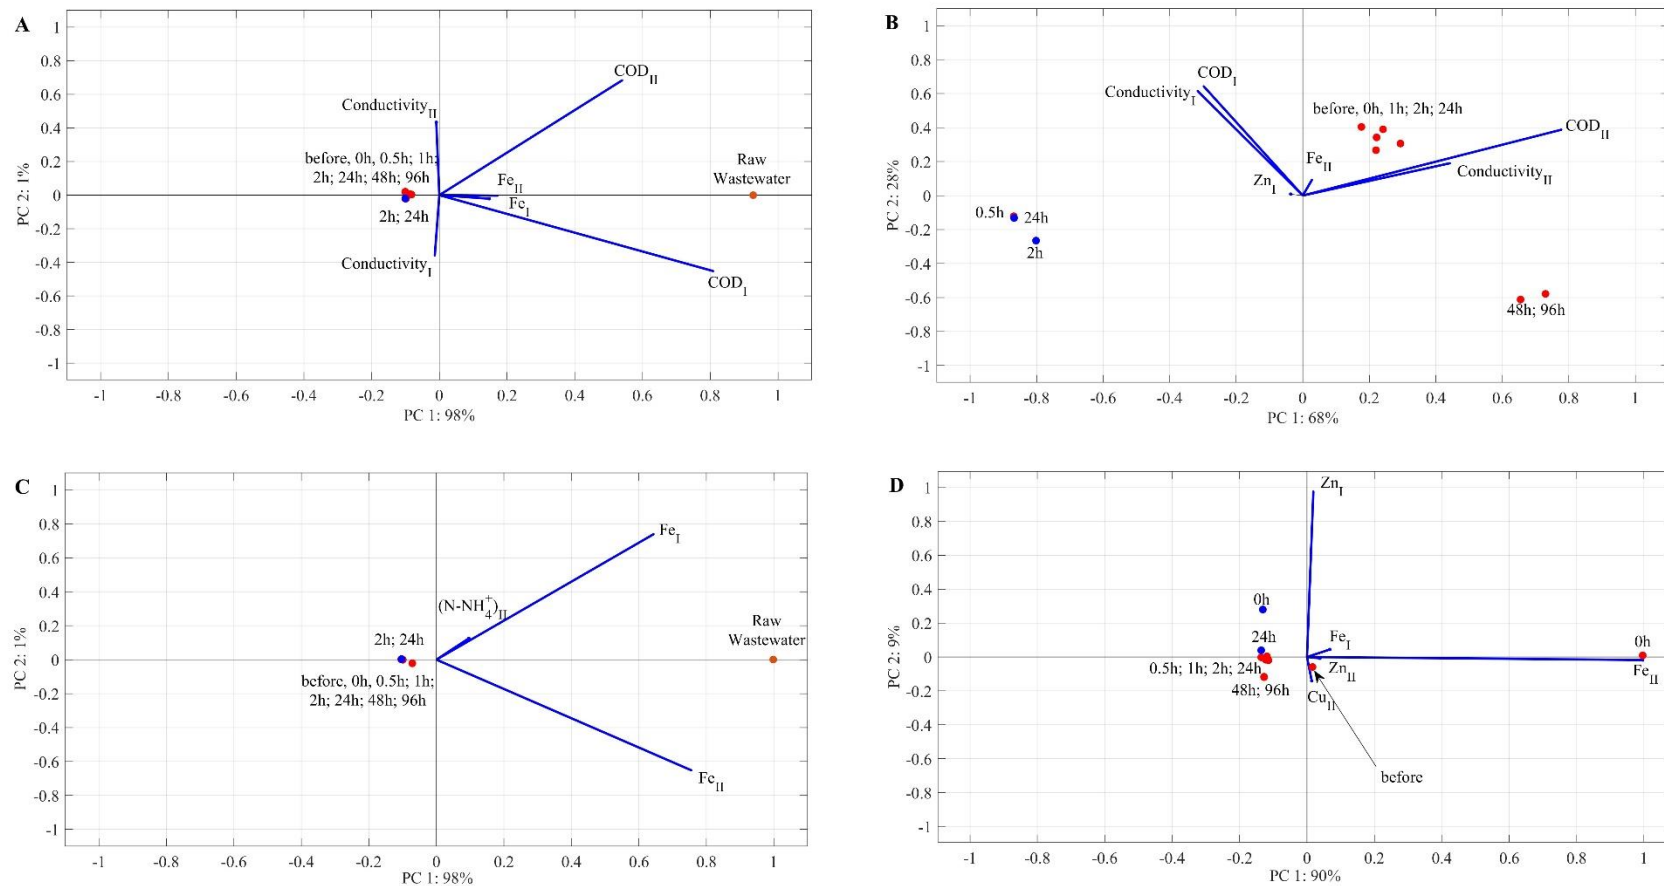 A
1
0.8
0.6
0.4
0.2
0
-0.2
-0.4
-0.6
-0.8
-1
PC 2: 1%
COD_II
Conductivity_II
before, 0h, 0.5h; 1h;
2h; 24h; 48h; 96h
2h; 24h
Fe_II
Fe_I
Raw
Wastewater
Conductivity_I
COD_I
-1 -0.8 -0.6 -0.4 -0.2 0 0.2 0.4 0.6 0.8 1
PC 1: 98%
B
1
0.8
0.6
0.4
0.2
0
-0.2
-0.4
-0.6
-0.8
-1
PC 2: 28%
COD_I
Conductivity_I
before, 0h, 1h; 2h; 24h
COD_II
Fe_II
Zn_I
Conductivity_II
0.5h 24h
2h
48h; 96h
-1 -0.8 -0.6 -0.4 -0.2 0 0.2 0.4 0.6 0.8 1
PC 1: 68%
C
1
0.8
0.6
0.4
0.2
0
-0.2
-0.4
-0.6
-0.8
-1
PC 2: 1%
Fe_I
(N-NH4+)_II
2h; 24h
Raw
Wastewater
before, 0h, 0.5h; 1h;
2h; 24h; 48h; 96h
Fe_II
-1 -0.8 -0.6 -0.4 -0.2 0 0.2 0.4 0.6 0.8 1
PC 1: 98%
D
1
0.8
0.6
0.4
0.2
0
-0.2
-0.4
-0.6
-0.8
-1
PC 2: 9%
Zn_I
0h
24h
Fe_I
0h
0.5h; 1h; 2h; 24h
Zn_II
Fe_II
48h; 96h
Cu_II
before
-1 -0.8 -0.6 -0.4 -0.2 0 0.2 0.4 0.6 0.8 1
PC 1: 90%